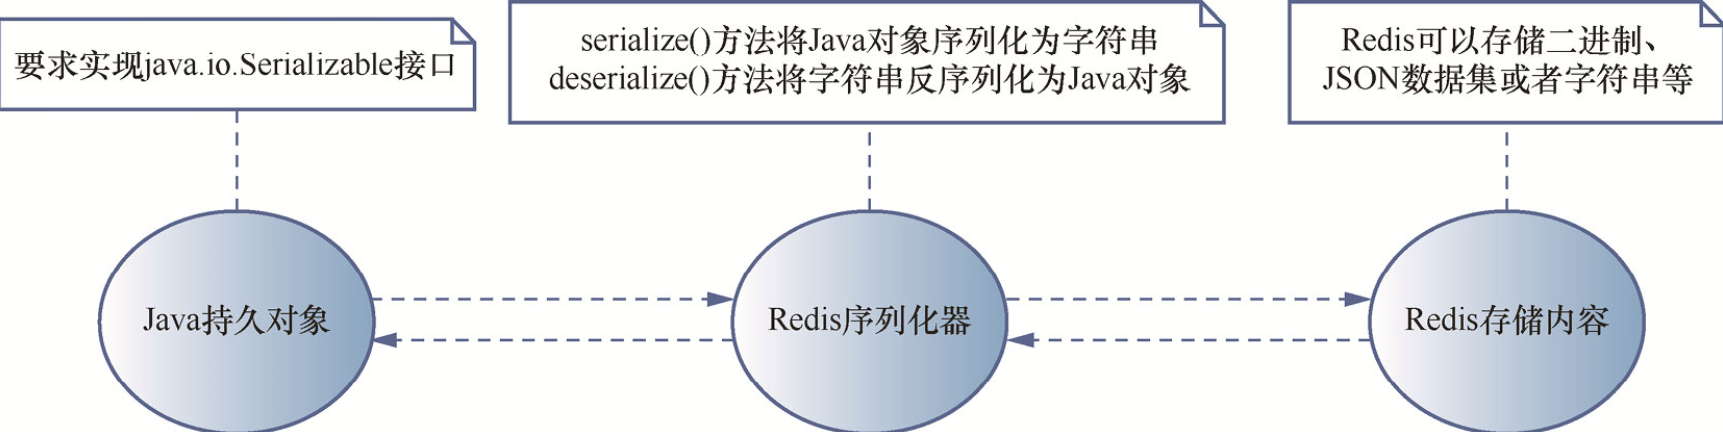 要求实现java.io.Serializable接口
serialize()方法将Java对象序列化为字符串
deserialize()方法将字符串反序列化为Java对象
Redis可以存储二进制、
JSON数据集或者字符串等
Java持久对象
Redis序列化器
Redis存储内容